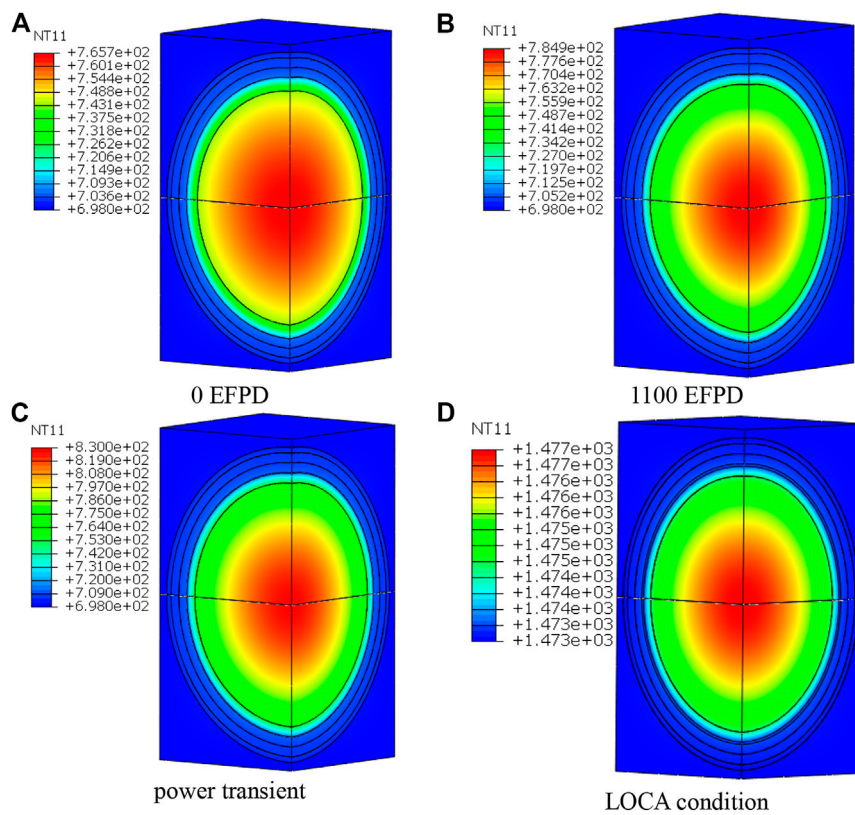 A
NT11
+7.657e+02
+7.601e+02
+7.544e+02
+7.488e+02
+7.431e+02
+7.375e+02
+7.318e+02
+7.262e+02
+7.206e+02
+7.149e+02
+7.093e+02
+7.036e+02
+6.980e+02
0 EFPD
B
NT11
+7.849e+02
+7.776e+02
+7.704e+02
+7.632e+02
+7.559e+02
+7.487e+02
+7.414e+02
+7.342e+02
+7.270e+02
+7.197e+02
+7.125e+02
+7.052e+02
+6.980e+02
1100 EFPD
C
NT11
+8.300e+02
+8.190e+02
+8.080e+02
+7.970e+02
+7.860e+02
+7.750e+02
+7.640e+02
+7.530e+02
+7.420e+02
+7.310e+02
+7.200e+02
+7.090e+02
+6.980e+02
power transient
D
NT11
+1.477e+03
+1.477e+03
+1.476e+03
+1.476e+03
+1.476e+03
+1.475e+03
+1.475e+03
+1.475e+03
+1.474e+03
+1.474e+03
+1.474e+03
+1.473e+03
+1.473e+03
LOCA condition